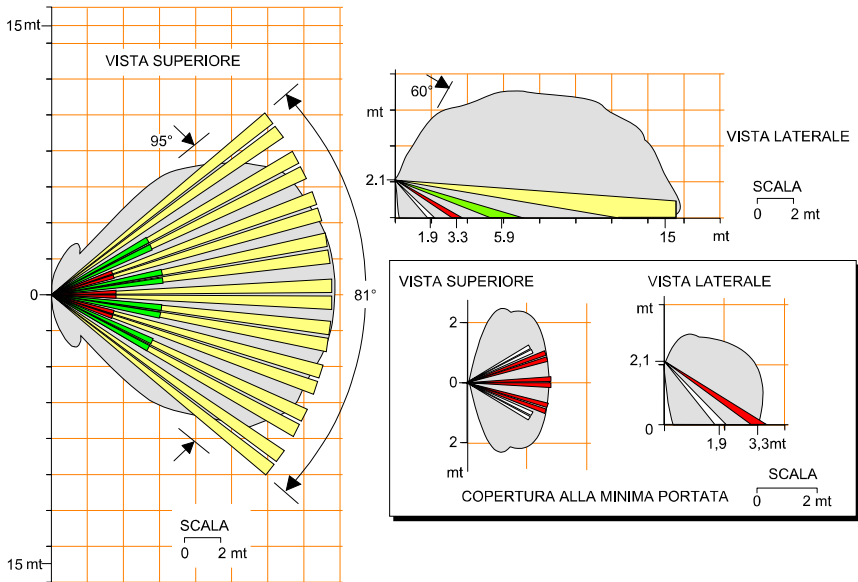 15 mt
VISTA SUPERIORE
95°
0
81°
SCALA
0 2 mt
15 mt
60°
mt
2.1
1.9 3.3 5.9 15 mt
VISTA LATERALE
SCALA
0 2 mt
VISTA SUPERIORE
2
0
2
mt
VISTA LATERALE
mt
2,1
0
1,9 3,3mt
COPERTURA ALLA MINIMA PORTATA
SCALA
0 2 mt